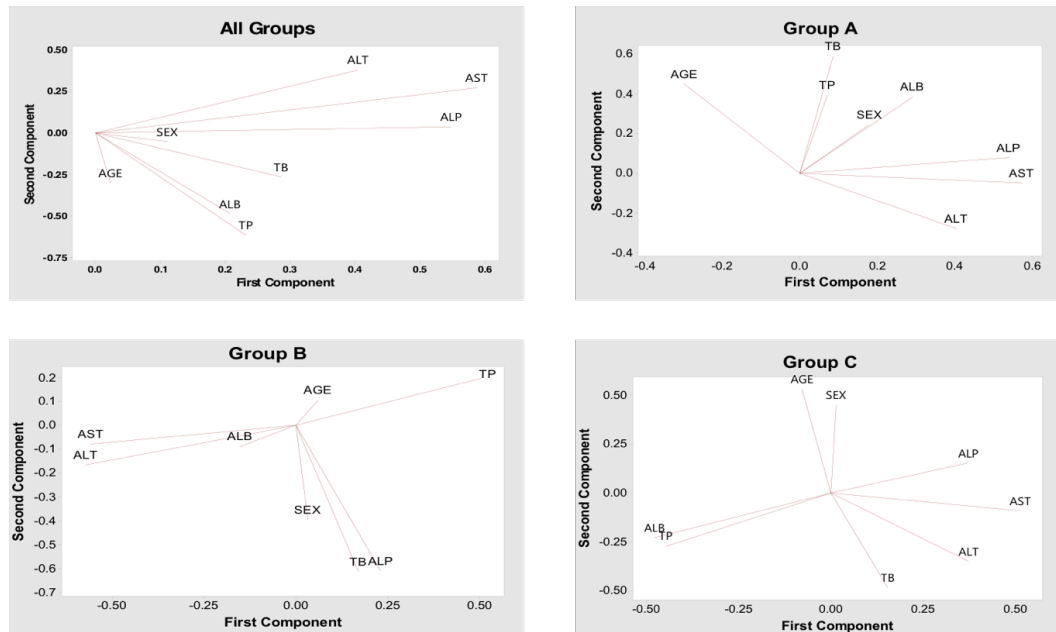 All Groups
0.50
0.25
0.00
-0.25
-0.50
-0.75
Second Component
ALT
AST
ALP
SEX
TB
AGE
ALB
TP
0.0
0.1
0.2
0.3
0.4
0.5
0.6
First Component
Group A
0.6
0.4
0.2
0.0
-0.2
-0.4
Second Component
TB
AGE
TP
ALB
SEX
ALP
AST
ALT
-0.4
-0.2
0.0
0.2
0.4
0.6
First Component
Group B
0.2
0.1
0.0
-0.1
-0.2
-0.3
-0.4
-0.5
-0.6
-0.7
Second Component
TP
AGE
AST
ALB
ALT
SEX
TB
ALP
-0.50
-0.25
0.00
0.25
0.50
First Component
Group C
0.50
0.25
0.00
-0.25
-0.50
Second Component
AGE
SEX
ALP
AST
ALB
TP
ALT
TB
-0.50
-0.25
0.00
0.25
0.50
First Component